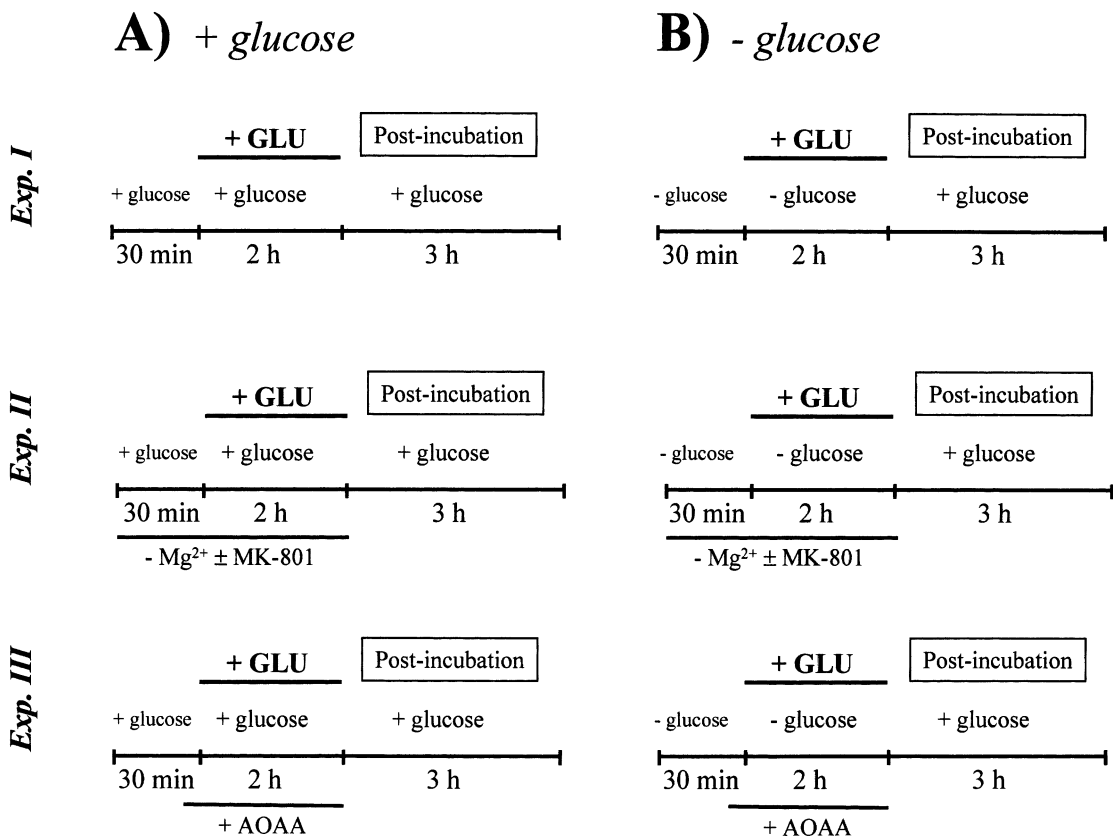 A) + glucose
B) - glucose
Exp. I
+ GLU
Post-incubation
+ glucose
+ glucose
+ glucose
30 min
2 h
3 h
+ GLU
Post-incubation
- glucose
- glucose
+ glucose
30 min
2 h
3 h
Exp. II
+ GLU
Post-incubation
+ glucose
+ glucose
+ glucose
30 min
2 h
3 h
- Mg²⁺ ± MK-801
+ GLU
Post-incubation
- glucose
- glucose
+ glucose
30 min
2 h
3 h
- Mg²⁺ ± MK-801
Exp. III
+ GLU
Post-incubation
+ glucose
+ glucose
+ glucose
30 min
2 h
3 h
+ AOAA
+ GLU
Post-incubation
- glucose
- glucose
+ glucose
30 min
2 h
3 h
+ AOAA